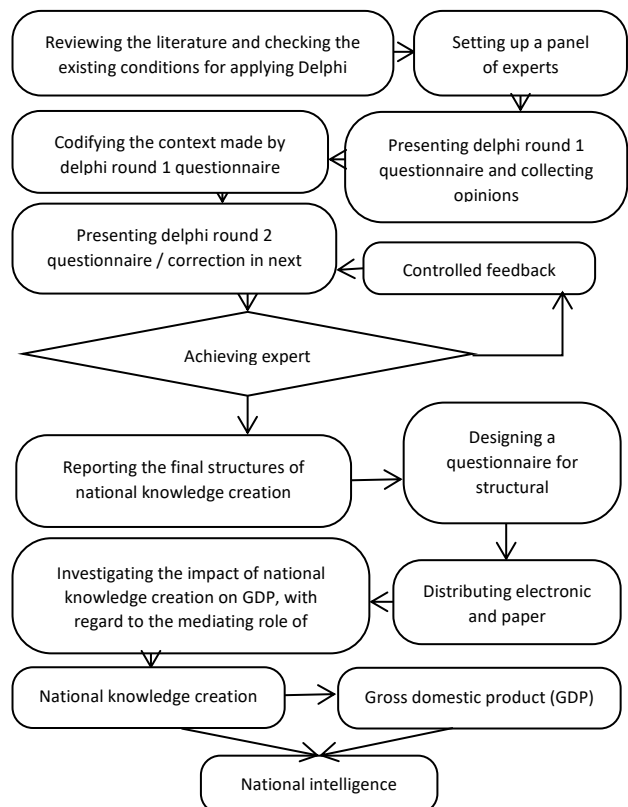 Reviewing the literature and checking the
existing conditions for applying Delphi
Setting up a panel
of experts
Codifying the context made by
delphi round 1 questionnaire
Presenting delphi round 1
questionnaire and collecting
opinions
Presenting delphi round 2
questionnaire / correction in next
Controlled feedback
Achieving expert
Reporting the final structures of
national knowledge creation
Designing a
questionnaire for
structural
Investigating the impact of national
knowledge creation on GDP, with
regard to the mediating role of
Distributing electronic
and paper
National knowledge creation
Gross domestic product (GDP)
National intelligence